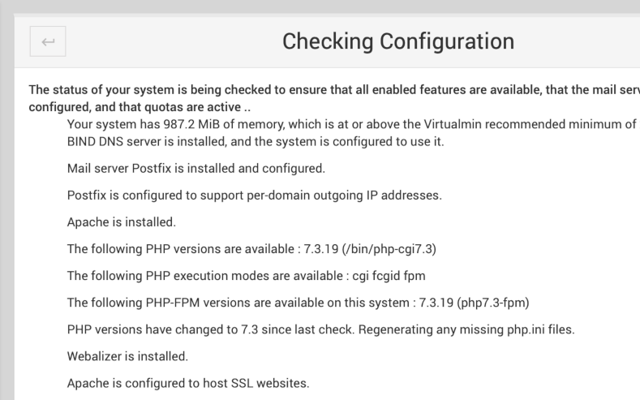 Checking Configuration
The status of your system is being checked to ensure that all enabled features are available, that the mail
configured, and that quotas are active ..
Your system has 987.2 MiB of memory, which is at or above the Virtualmin recommended minimum of
BIND DNS server is installed, and the system is configured to use it.
Mail server Postfix is installed and configured.
Postfix is configured to support per-domain outgoing IP addresses.
Apache is installed.
The following PHP versions are available : 7.3.19 (/bin/php-cgi7.3)
The following PHP execution modes are available : cgi fcgid fpm
The following PHP-FPM versions are available on this system : 7.3.19 (php7.3-fpm)
PHP versions have changed to 7.3 since last check. Regenerating any missing php.ini files.
Webalizer is installed.
Apache is configured to host SSL websites.